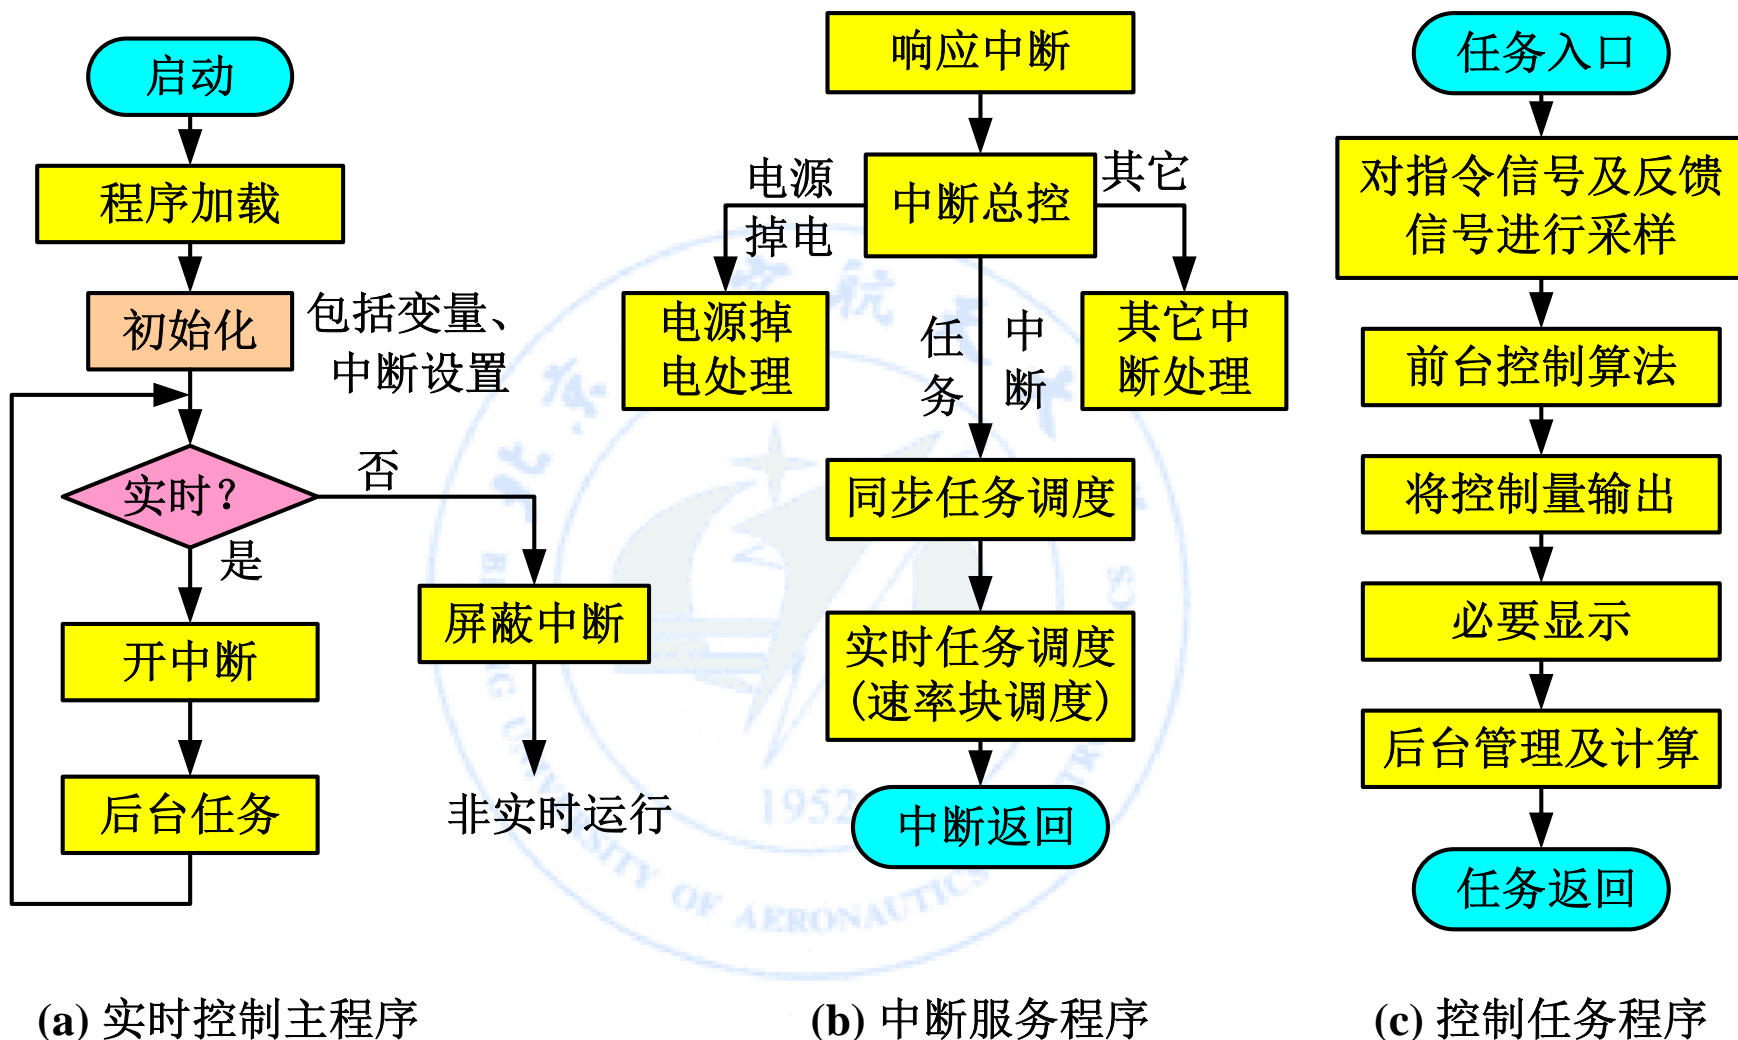 启动
程序加载
初始化
包括变量、
中断设置
实时?
否
是
开中断
屏蔽中断
后台任务
非实时运行
(a) 实时控制主程序
响应中断
中断总控
电源
掉电
其它
电源掉
电处理
任务
中断
其它中
断处理
同步任务调度
实时任务调度
(速率块调度)
中断返回
(b) 中断服务程序
任务入口
对指令信号及反馈
信号进行采样
前台控制算法
将控制量输出
必要显示
后台管理及计算
任务返回
(c) 控制任务程序
1952
OF AERONAUTICS